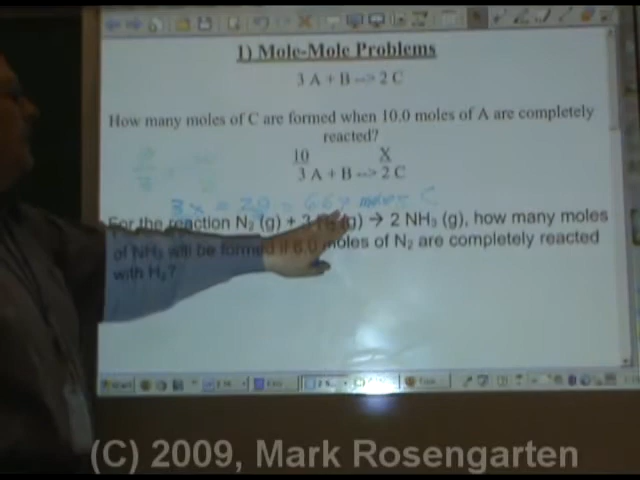 1) Mole-Mole Problems
3 A + B --> 2 C
How many moles of C are formed when 10.0 moles of A are completely
reacted?
10 X
3 A + B --> 2 C
3x = 20 = 6.67 moles C
For the reaction N₂ (g) + 3 (g) → 2 NH₃ (g), how many moles
of NH₃ will be formed if 6.0 moles of N₂ are completely reacted
with H₂?
(C) 2009, Mark Rosengarten